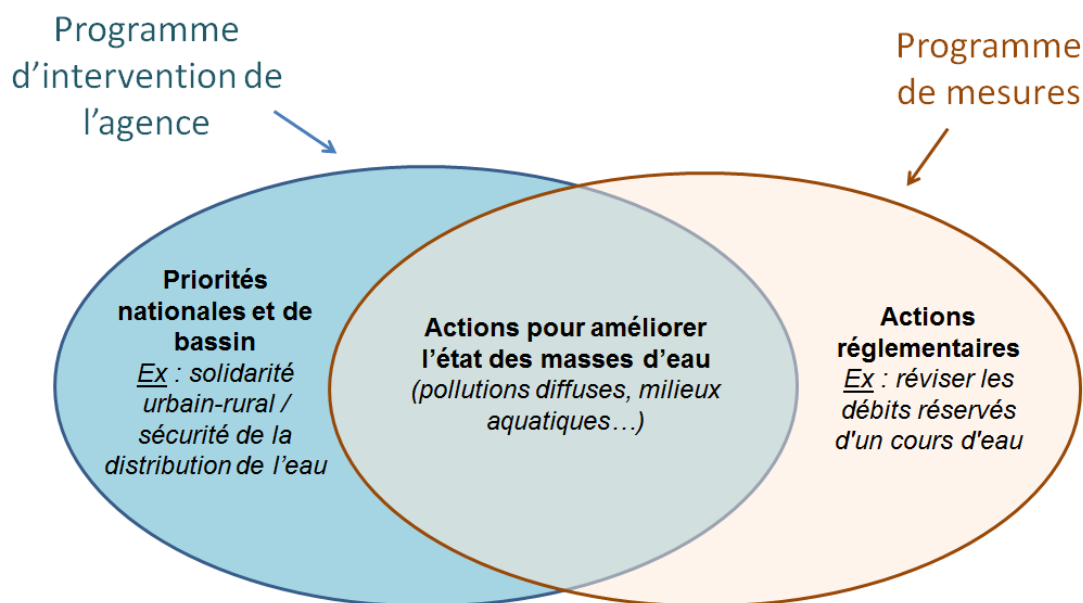 Programme
d’intervention de
l’agence
Programme
de mesures
Priorités
nationales et de
bassin
Ex : solidarité
urbain-rural /
sécurité de la
distribution de l’eau
Actions pour améliorer
l’état des masses d’eau
(pollutions diffuses, milieux
aquatiques…)
Actions
réglementaires
Ex : réviser les
débits réservés
d'un cours d'eau